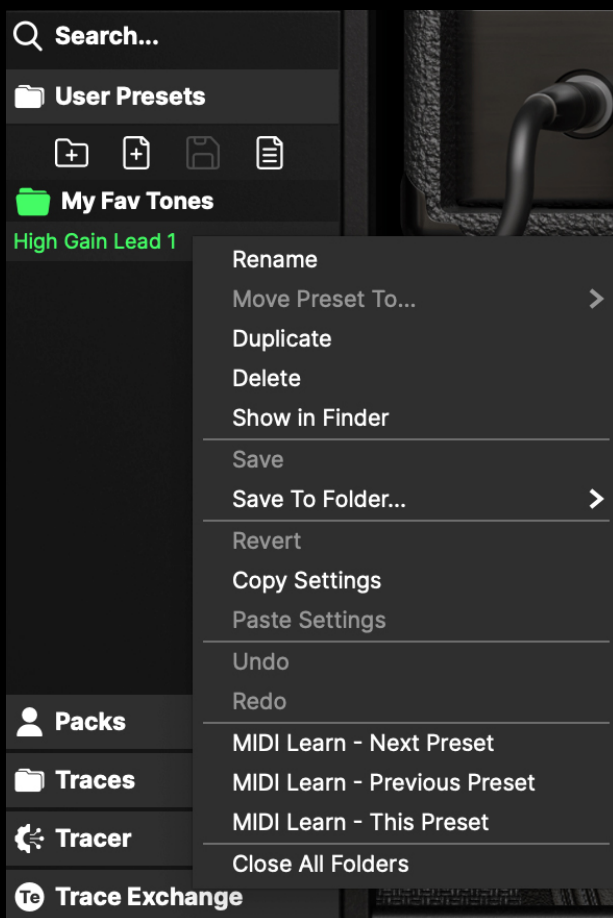 Search...
User Presets
My Fav Tones
High Gain Lead 1
Rename
Move Preset To...
Duplicate
Delete
Show in Finder
Save
Save To Folder...
Revert
Copy Settings
Paste Settings
Undo
Redo
MIDI Learn - Next Preset
MIDI Learn - Previous Preset
MIDI Learn - This Preset
Close All Folders
Packs
Traces
Tracer
Te Trace Exchange